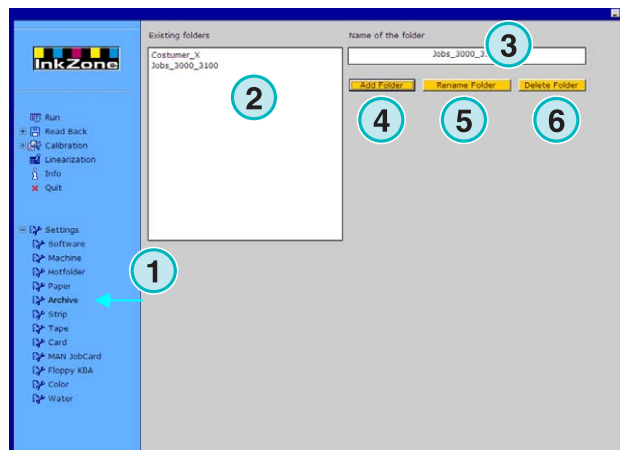 Existing folders
Name of the folder
InkZone
Costumer_X
Jobs_3000_3100
Jobs_3000_3
3
2
Add Folder
Rename Folder
Delete Folder
4
5
6
Run
Read Back
Calibration
Linearization
Info
Quit
Settings
Software
Machine
Hotfolder
1
Paper
Archive
Strip
Tape
Card
MAN JobCard
Floppy KBA
Color
Water